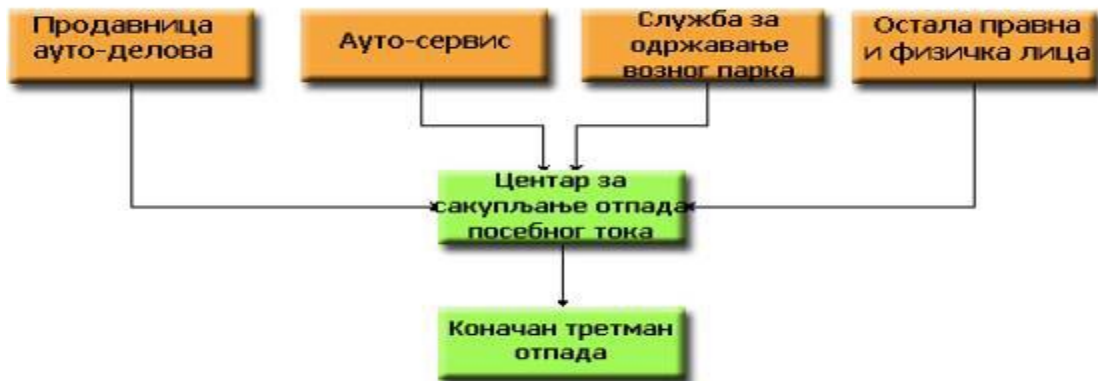 Продавница
ауто-делова
Ауто-сервис
Служба за
одржавање
возног парка
Остала правна
и физичка лица
Центар за
сакупљање отпада
посебног тока
Коначан третман
отпада